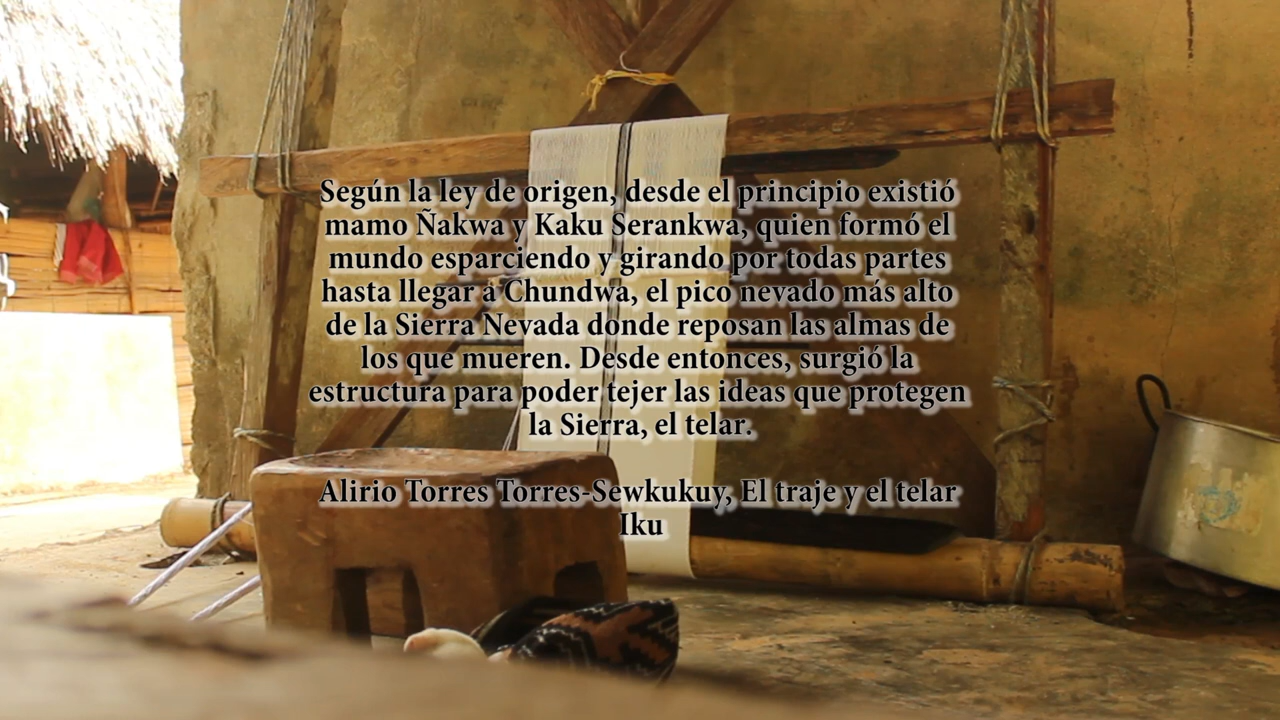 Según la ley de origen, desde el principio existió
mamo Ñakwa y Kaku Serankwa, quien formó el
mundo esparciendo y girando por todas partes
hasta llegar a Chundwa, el pico nevado más alto
de la Sierra Nevada donde reposan las almas de
los que mueren. Desde entonces, surgió la
estructura para poder tejer las ideas que protegen
la Sierra, el telar.
Alirio Torres Torres-Sewkukuy, El traje y el telar
Iku